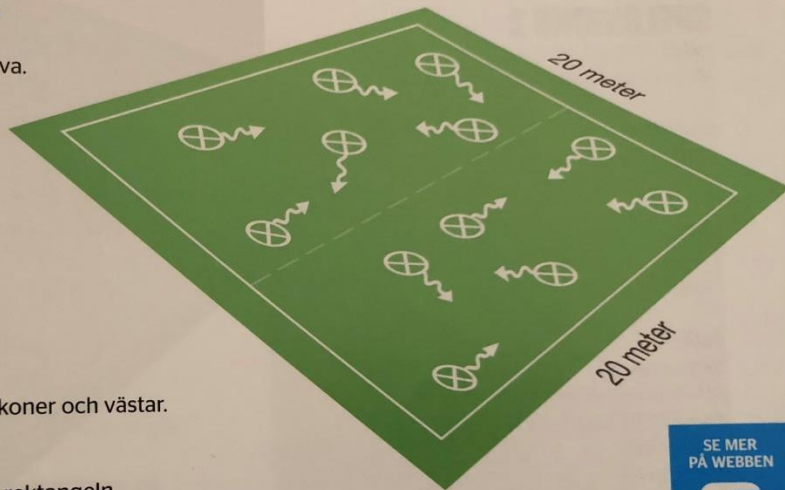 va.
20 meter
20 meter
koner och västar.
SE MER
PÅ WEBBEN